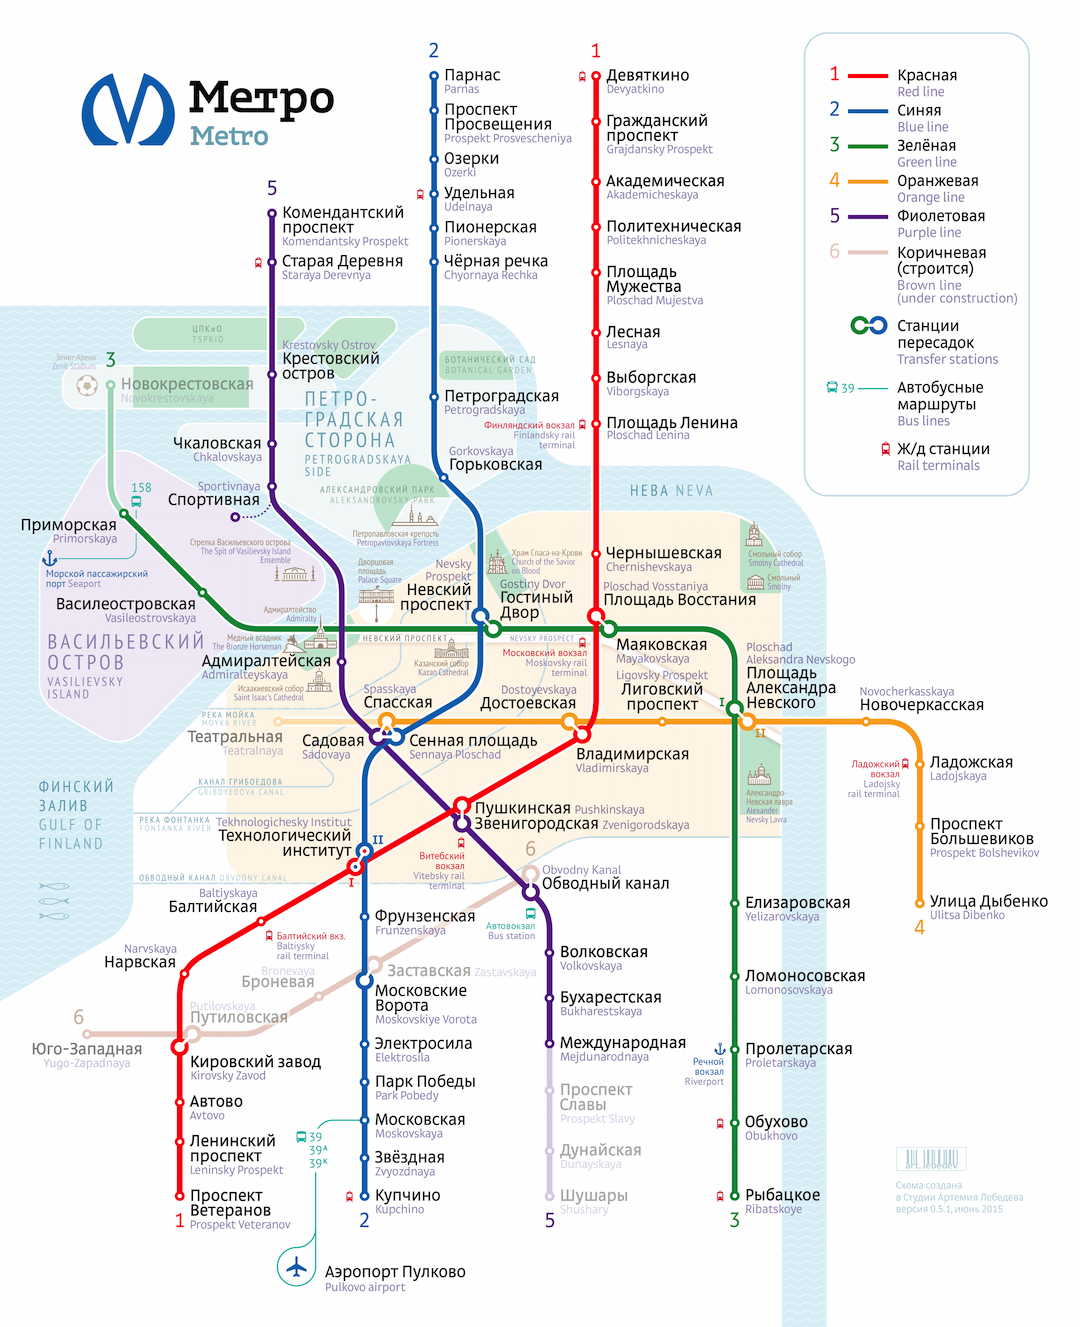 Метро
Metro
2
Парнас
Parnas
Проспект
Просвещения
Prospekt Prosvescheniya
Озерки
Ozerki
Удельная
Udelnaya
Пионерская
Pionerskaya
Чёрная речка
Chyornaya Rechka
1
Девяткино
Devyatkino
Гражданский
проспект
Grajdansky Prospekt
Академическая
Akademicheskaya
Политехническая
Politekhnicheskaya
Площадь
Мужества
Ploschad Mujestva
Лесная
Lesnaya
Выборгская
Viborgskaya
Финляндский вокзал
Finlandsky rail
terminal
Площадь Ленина
Ploschad Lenina
1
Красная
Red line
2
Синяя
Blue line
3
Зелёная
Green line
4
Оранжевая
Orange line
5
Фиолетовая
Purple line
6
Коричневая
(строится)
Brown line
(under construction)
Станции
пересадок
Transfer stations
39
Автобусные
маршруты
Bus lines
Ж/д станции
Rail terminals
5
Комендантский
проспект
Komendantsky Prospekt
Старая Деревня
Staraya Derevnya
ЦПКиО
TSPKIO
Krestovsky Ostrov
Крестовский
остров
БОТАНИЧЕСКИЙ САД
BOTANICAL GARDEN
Зенит-Арена
Zenit Stadium
3
Новокрестовская
Novokrestovskaya
ПЕТРО-
ГРАДСКАЯ
СТОРОНА
PETROGRADSKAYA
SIDE
Петроградская
Petrogradskaya
Чкаловская
Chkalovskaya
Gorkovskaya
Горьковская
Sportivnaya
Спортивная
АЛЕКСАНДРОВСКИЙ ПАРК
ALEKSANDROVSKY PARK
НЕВА NEVA
158
Приморская
Primorskaya
Морской пассажирский
порт Seaport
Петропавловская крепость
Petropavlovskaya Fortress
Стрелка Васильевского острова
The Spit of Vasilievsky Island
Ensemble
Дворцовая
площадь
Palace Square
Nevsky
Prospekt
Невский
проспект
Храм Спаса-на-Крови
Church of the Savior
on Blood
Gostiny Dvor
Гостиный
Двор
Чернышевская
Chernishevskaya
Ploschad Vosstaniya
Площадь Восстания
Смольный собор
Smolny Cathedral
Смольный
Smolny
Василеостровская
Vasileostrovskaya
ВАСИЛЬЕВСКИЙ
ОСТРОВ
VASILIEVSKY
ISLAND
Адмиралтейство
Admiralty
Медный всадник
The Bronze Horseman
Адмиралтейская
Admiralteyskaya
Исаакиевский собор
Saint Isaac's Cathedral
НЕВСКИЙ ПРОСПЕКТ
NEVSKY PROSPECT
Казанский собор
Kazan Cathedral
Московский вокзал
Moskovsky rail
terminal
Маяковская
Mayakovskaya
Ligovsky Prospekt
Лиговский
проспект
Ploschad
Aleksandra Nevskogo
Площадь
Александра
Невского
I
II
Novocherkasskaya
Новочеркасская
Spasskaya
Спасская
Dostoyevskaya
Достоевская
РЕКА МОЙКА
MOYKA RIVER
Театральная
Teatralnaya
Садовая
Sadovaya
Сенная площадь
Sennaya Ploschad
Владимирская
Vladimirskaya
Ладожский
вокзал
Ladojsky
rail terminal
Ладожская
Ladojskaya
ФИНСКИЙ
ЗАЛИВ
GULF OF
FINLAND
КАНАЛ ГРИБОЕДОВА
GRIBOYEDOVA CANAL
РЕКА ФОНТАНКА
FONTANKA RIVER
Tekhnologichesky Institut
Технологический
институт
II
I
Пушкинская Pushkinskaya
Звенигородская Zvenigorodskaya
Александро-
Невская лавра
Alexander
Nevsky Lavra
Проспект
Большевиков
Prospekt Bolshevikov
Витебский
вокзал
Vitebsky rail
terminal
6
Obvodny Kanal
Обводный канал
ОБВОДНЫЙ КАНАЛ OBVODNY CANAL
Baltiyskaya
Балтийская
Балтийский вкз.
Baltiysky
rail terminal
Фрунзенская
Frunzenskaya
Автовокзал
Bus station
Елизаровская
Yelizarovskaya
Улица Дыбенко
Ulitsa Dibenko
4
Narvskaya
Нарвская
Bronevaya
Броневая
Заставская Zastavskaya
Волковская
Volkovskaya
Московские
Ворота
Moskovskiye Vorota
Бухарестская
Bukharestskaya
Ломоносовская
Lomonosovskaya
6
Putilovskaya
Путиловская
Юго-Западная
Yugo-Zapadnaya
Кировский завод
Kirovsky Zavod
Электросила
Elektrosila
Международная
Mejdunarodnaya
Речной
вокзал
Riverport
Пролетарская
Proletarskaya
Автово
Avtovo
Парк Победы
Park Pobedy
Проспект
Славы
Prospekt Slavy
Ленинский
проспект
Leninsky Prospekt
39
39А
39К
Московская
Moskovskaya
Обухово
Obukhovo
Звёздная
Zvyozdnaya
Дунайская
Dunayskaya
Проспект
Ветеранов
Prospekt Veteranov
1
Купчино
Kupchino
2
Шушары
Shushary
5
Рыбацкое
Ribatskoye
3
Аэропорт Пулково
Pulkovo airport
art.lebedev
Схема создана
в Студии Артемия Лебедева
версия 0.5.1, июнь 2015